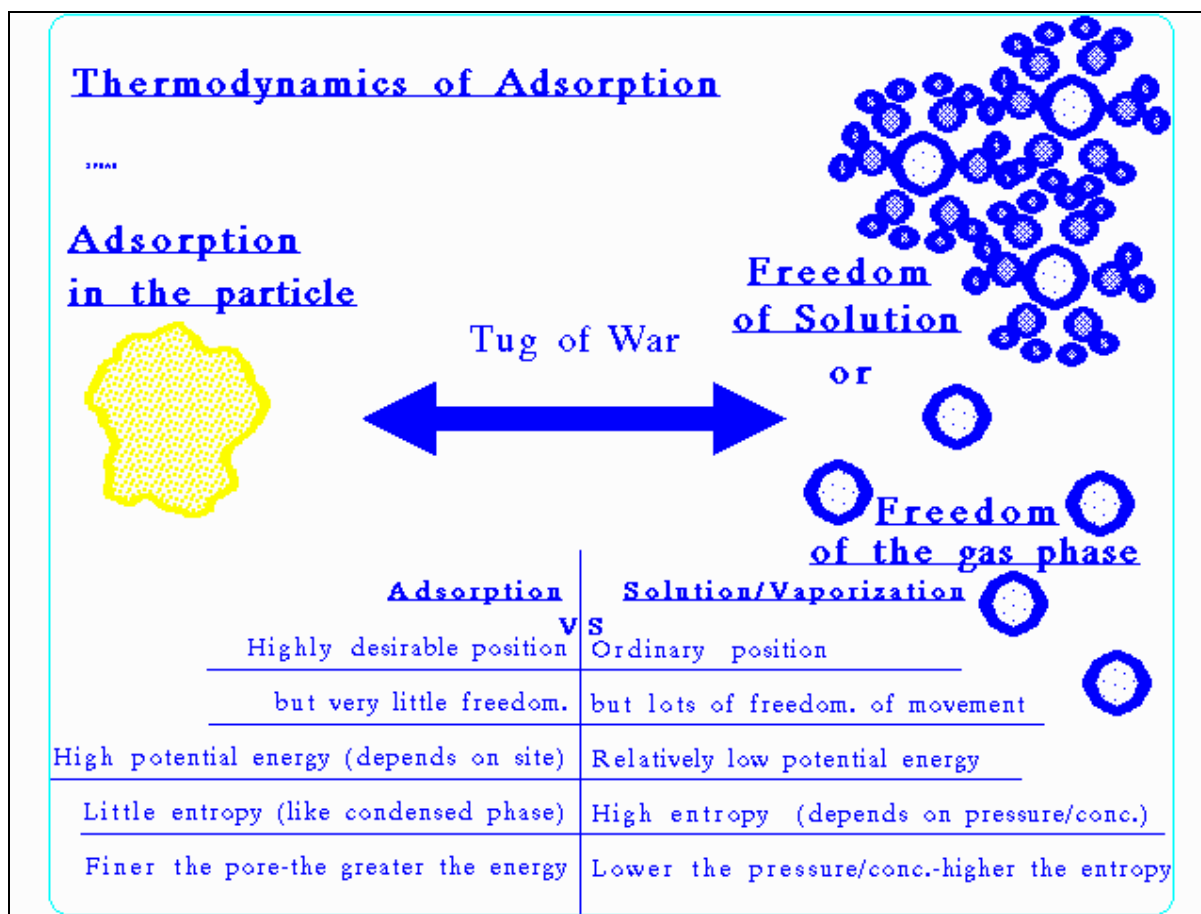 Thermodynamics of Adsorption
Adsorption
in the particle
Tug of War
Freedom
of Solution
or
Freedom
of the gas phase
Adsorption
Solution/Vaporization
VS
Highly desirable position
Ordinary position
but very little freedom.
but lots of freedom. of movement
High potential energy (depends on site)
Relatively low potential energy
Little entropy (like condensed phase)
High entropy (depends on pressure/conc.)
Finer the pore-the greater the energy
Lower the pressure/conc.-higher the entropy